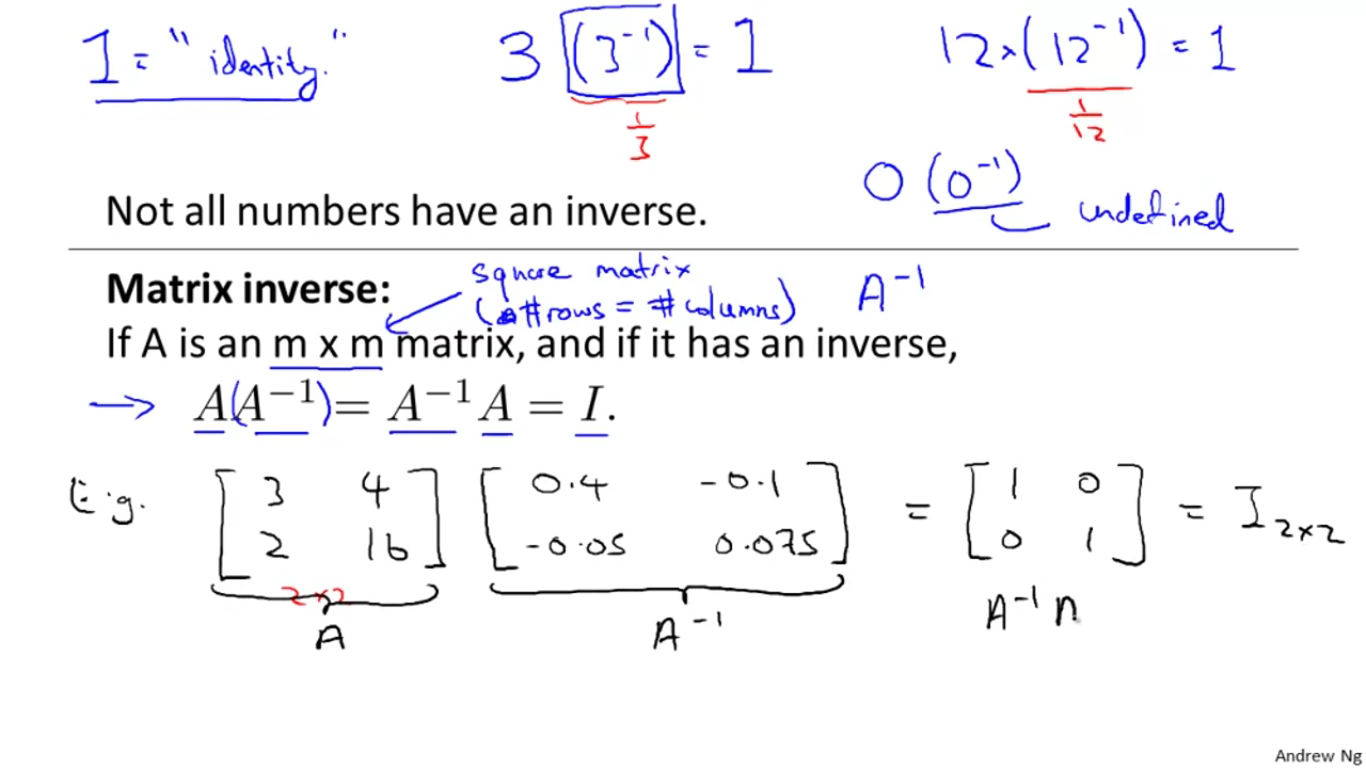 1 = "identity." 3 (3⁻¹) = 1 12 × (12⁻¹) = 1
1/3 1/12
0 (0⁻¹) undefined
Not all numbers have an inverse.
Matrix inverse: square matrix A⁻¹
(#rows = #columns)
If A is an m x m matrix, and if it has an inverse,
→ A(A⁻¹) = A⁻¹A = I.
E.g. [3 4; 2 16] [0.4 -0.1; -0.05 0.075] = [1 0; 0 1] = I 2×2
2×2
A A⁻¹ A⁻¹
Andrew Ng